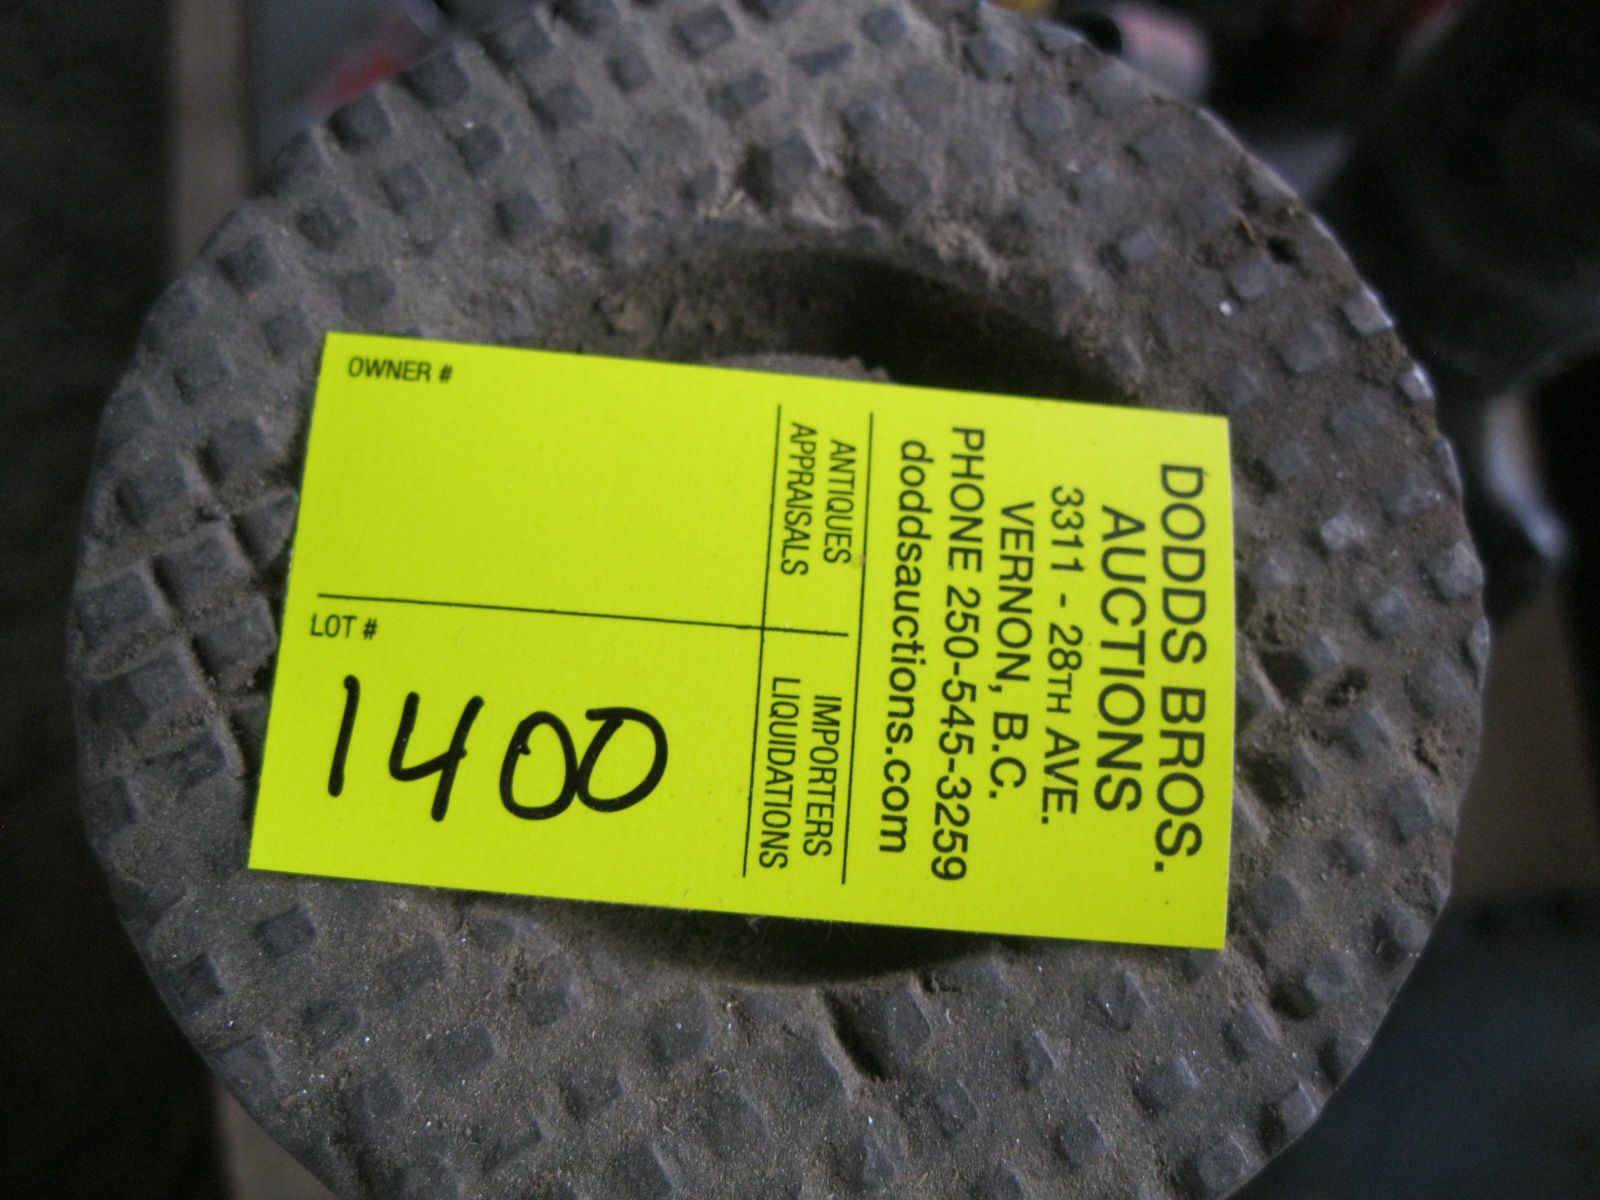 DODDS BROS.
AUCTIONS
3311 - 28TH AVE.
VERNON, B.C.
PHONE 250-545-3259
doddsauctions.com
ANTIQUES
APPRAISALS
IMPORTERS
LIQUIDATIONS
OWNER #
LOT #
1400